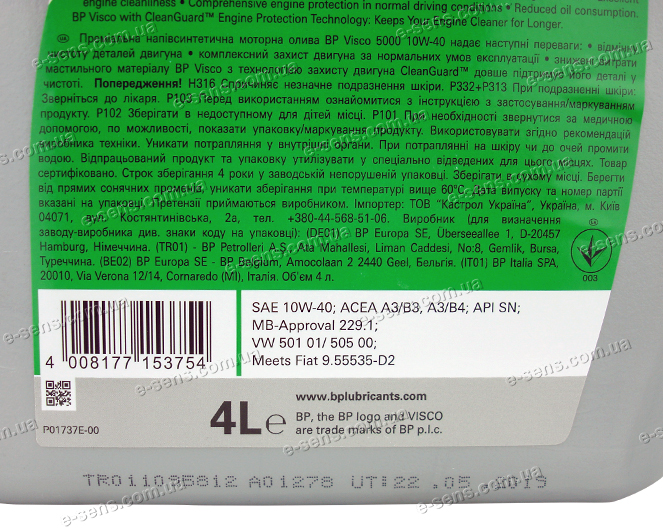 engine cleanliness • Comprehensive engine protection in normal driving conditions • Reduced oil consumption.
BP Visco with CleanGuard™ Engine Protection Technology: Keeps Your Engine Cleaner for Longer.
Преміальна напівсинтетична моторна олива BP Visco 5000 10W-40 надає наступні переваги: • відмінну
чистоту деталей двигуна • комплексний захист двигуна за нормальних умов експлуатації • знижені витрати
мастильного матеріалу BP Visco з технологією захисту двигуна CleanGuard™ довше підтримує його деталі у
чистоті. Попередження! H316 Спричиняє незначне подразнення шкіри. P332+P313 При подразненні шкіри:
Зверніться до лікаря. P103 Перед використанням ознайомитися з інструкцією з застосування/маркуванням
продукту. P102 Зберігати в недоступному для дітей місці. P101 При необхідності звернутися за медичною
допомогою, по можливості, показати упаковку/маркування продукту. Використовувати згідно рекомендацій
виробника техніки. Уникати потрапляння у внутрішні органи. При потраплянні на шкіру чи до очей промити
водою. Відпрацьований продукт та упаковку утилізувати у спеціально відведених для цього місцях. Товар
сертифіковано. Строк зберігання 4 роки у заводській непорушеній упаковці. Зберігати в сухому місці. Берегти
від прямих сонячних променів, уникати зберігання при температурі вище 60°C. Дата випуску та номер партії
вказані на упаковці. Претензії приймаються виробником. Імпортер: ТОВ "Кастрол Україна", Україна, м. Київ
04071, вул. Костянтинівська, 2а, тел. +380-44-568-51-06. Виробник (для визначення
заводу-виробника див. знаки коду на упаковці): (DE01) - BP Europa SE, Überseeallee 1, D-20457
Hamburg, Німеччина. (TR01) - BP Petrolleri A.S., Ata Mahallesi, Liman Caddesi, No:8, Gemlik, Bursa,
Туреччина. (BE02) BP Europa SE - BP Belgium, Amocolaan 2 2440 Geel, Бельгія. (IT01) BP Italia SPA,
20010, Via Verona 12/14, Cornaredo (MI), Італія. Об'єм 4 л.
003
SAE 10W-40; ACEA A3/B3, A3/B4; API SN;
MB-Approval 229.1;
VW 501 01/ 505 00;
Meets Fiat 9.55535-D2
4 008177 153754
P01737E-00
4L℮
www.bplubricants.com
BP, the BP logo and VISCO
are trade marks of BP p.l.c.
TR011095812 A01278 UT:22 .05 .2019
e-sens.com.ua